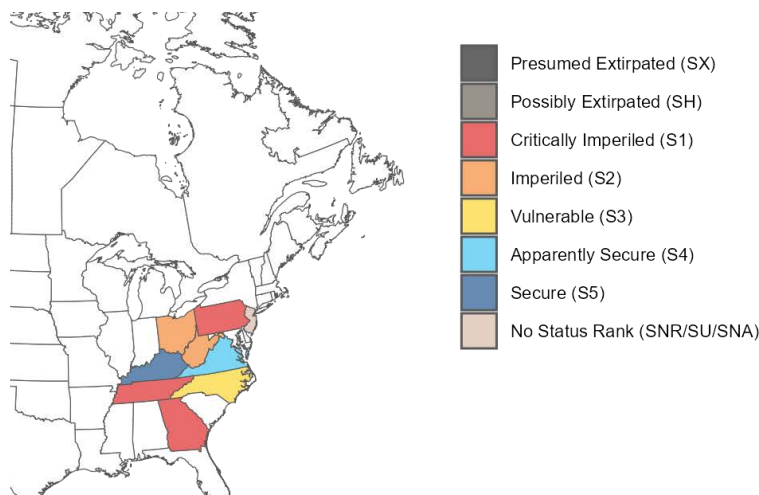 Presumed Extirpated (SX)
Possibly Extirpated (SH)
Critically Imperiled (S1)
Imperiled (S2)
Vulnerable (S3)
Apparently Secure (S4)
Secure (S5)
No Status Rank (SNR/SU/SNA)